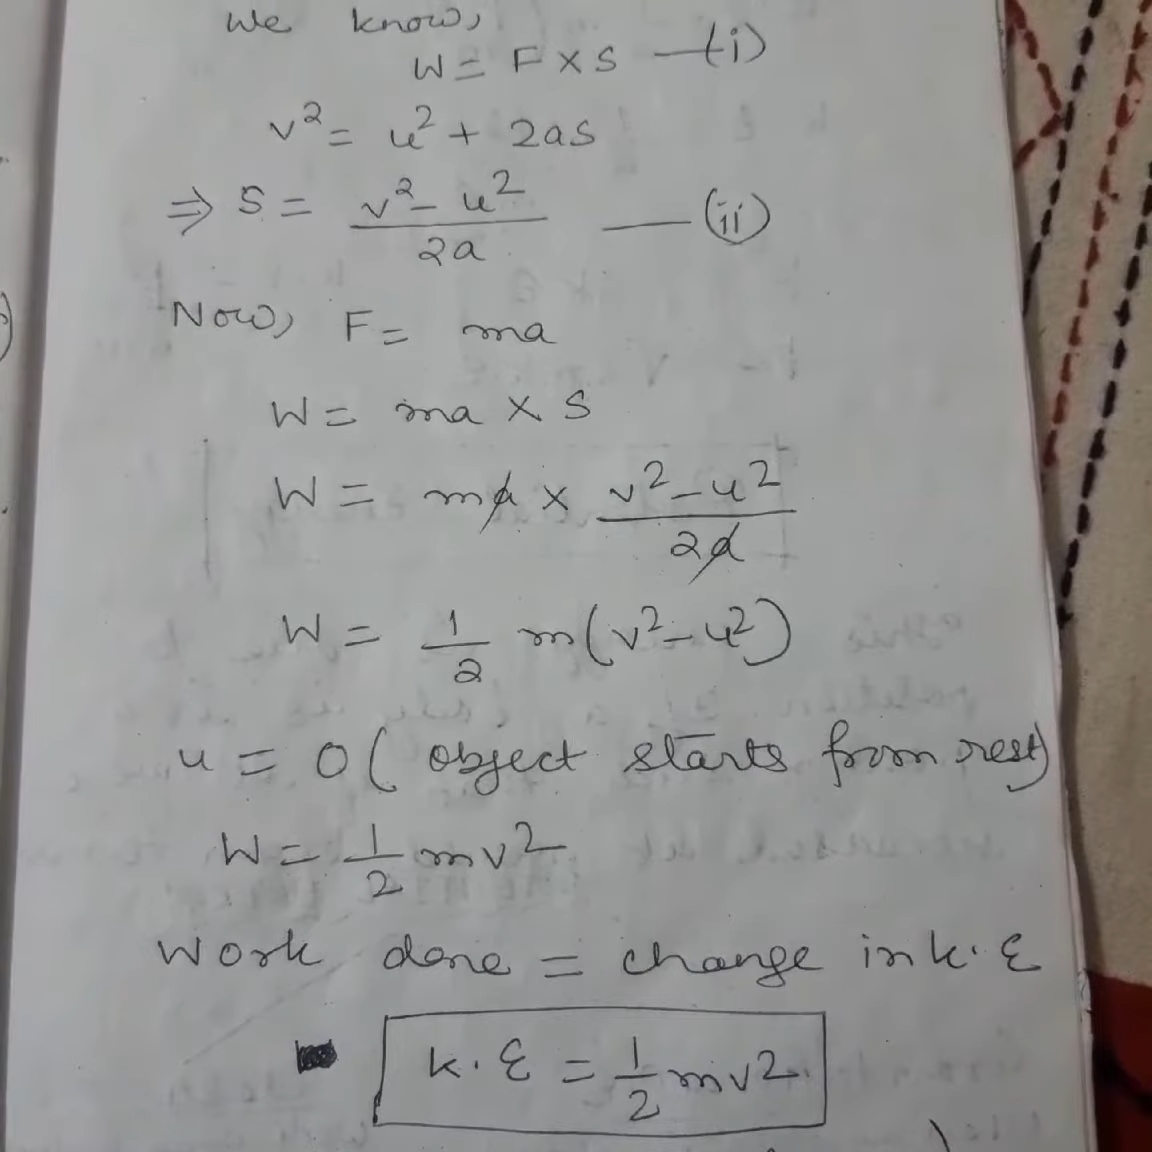 We know,
W = F × S —(i)
v² = u² + 2as
⇒ S = v² - u² / 2a —(ii)
Now, F = ma
W = ma × S
W = ma × v² - u² / 2a
W = 1/2 m(v² - u²)
u = 0 ( object starts from rest)
W = 1/2 mv²
Work done = change in k.E
k.E = 1/2 mv².